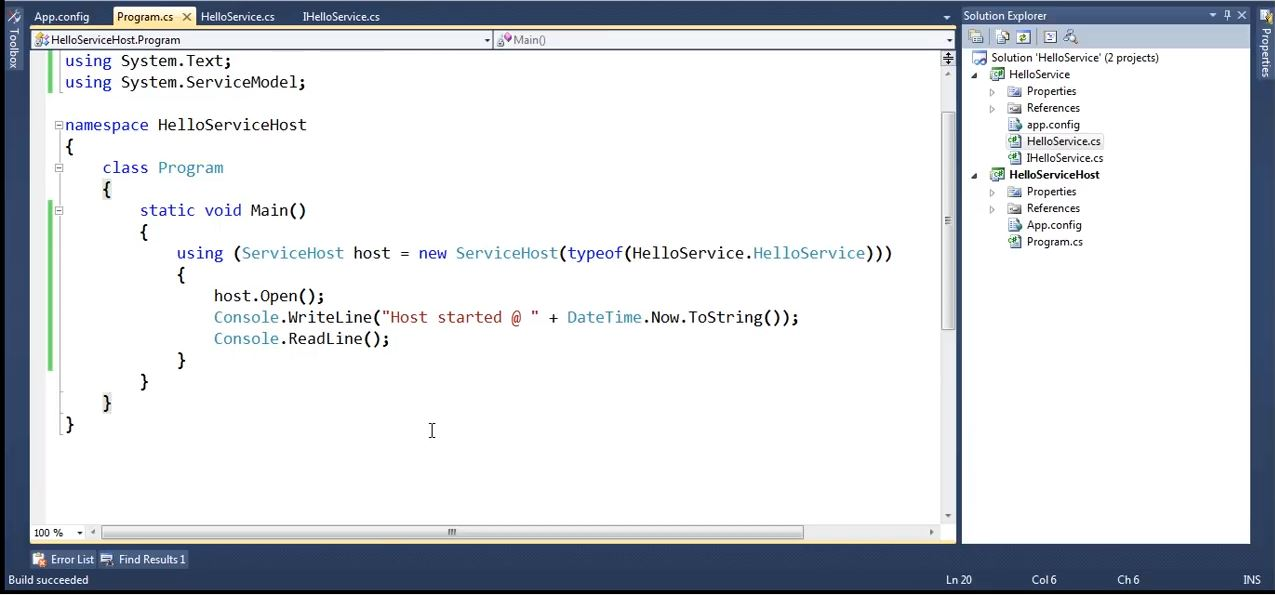 App.config Program.cs HelloService.cs IHelloService.cs
HelloServiceHost.Program Main()
using System.Text;
using System.ServiceModel;
namespace HelloServiceHost
{
class Program
{
static void Main()
{
using (ServiceHost host = new ServiceHost(typeof(HelloService.HelloService)))
{
host.Open();
Console.WriteLine("Host started @ " + DateTime.Now.ToString());
Console.ReadLine();
}
}
}
}
100 %
Error List Find Results 1
Build succeeded Ln 20 Col 6 Ch 6 INS
Toolbox
Solution Explorer
Solution 'HelloService' (2 projects)
HelloService
Properties
References
app.config
HelloService.cs
IHelloService.cs
HelloServiceHost
Properties
References
App.config
Program.cs
Properties